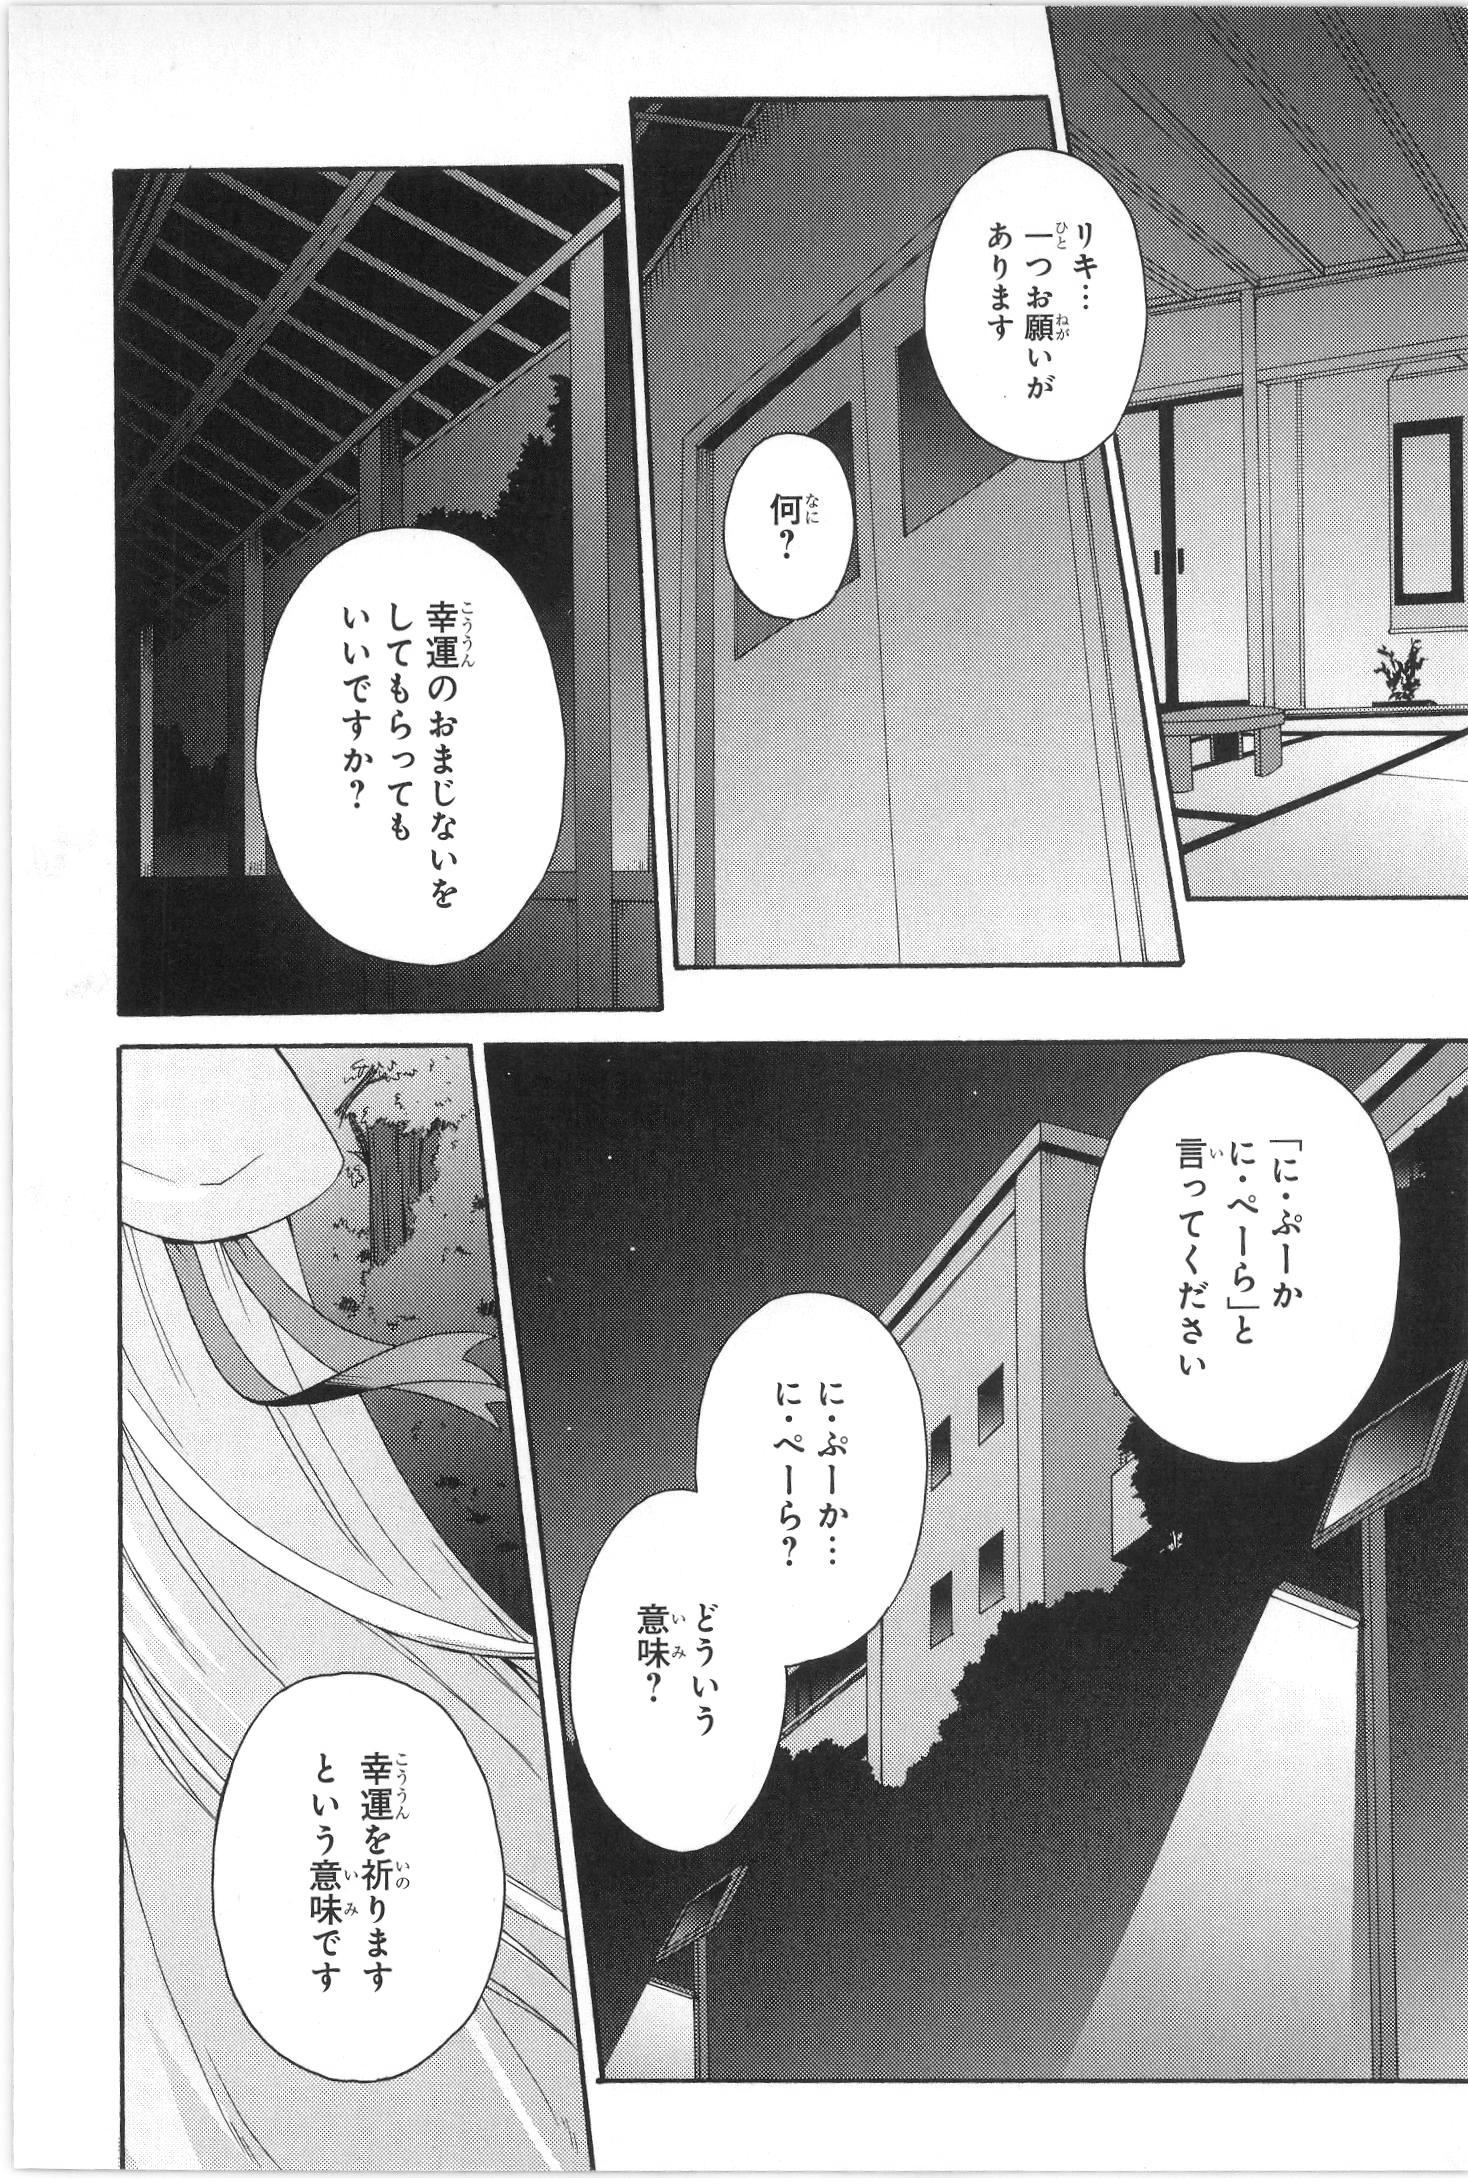 リキ…
一つお願いが
あります
何？
幸運のおまじないを
してもらっても
いいですか？
「に・ぷーか
に・ぺーら」と
言ってください
に・ぷーか…
に・ぺーら？
どういう
意味？
幸運を祈ります
という意味です